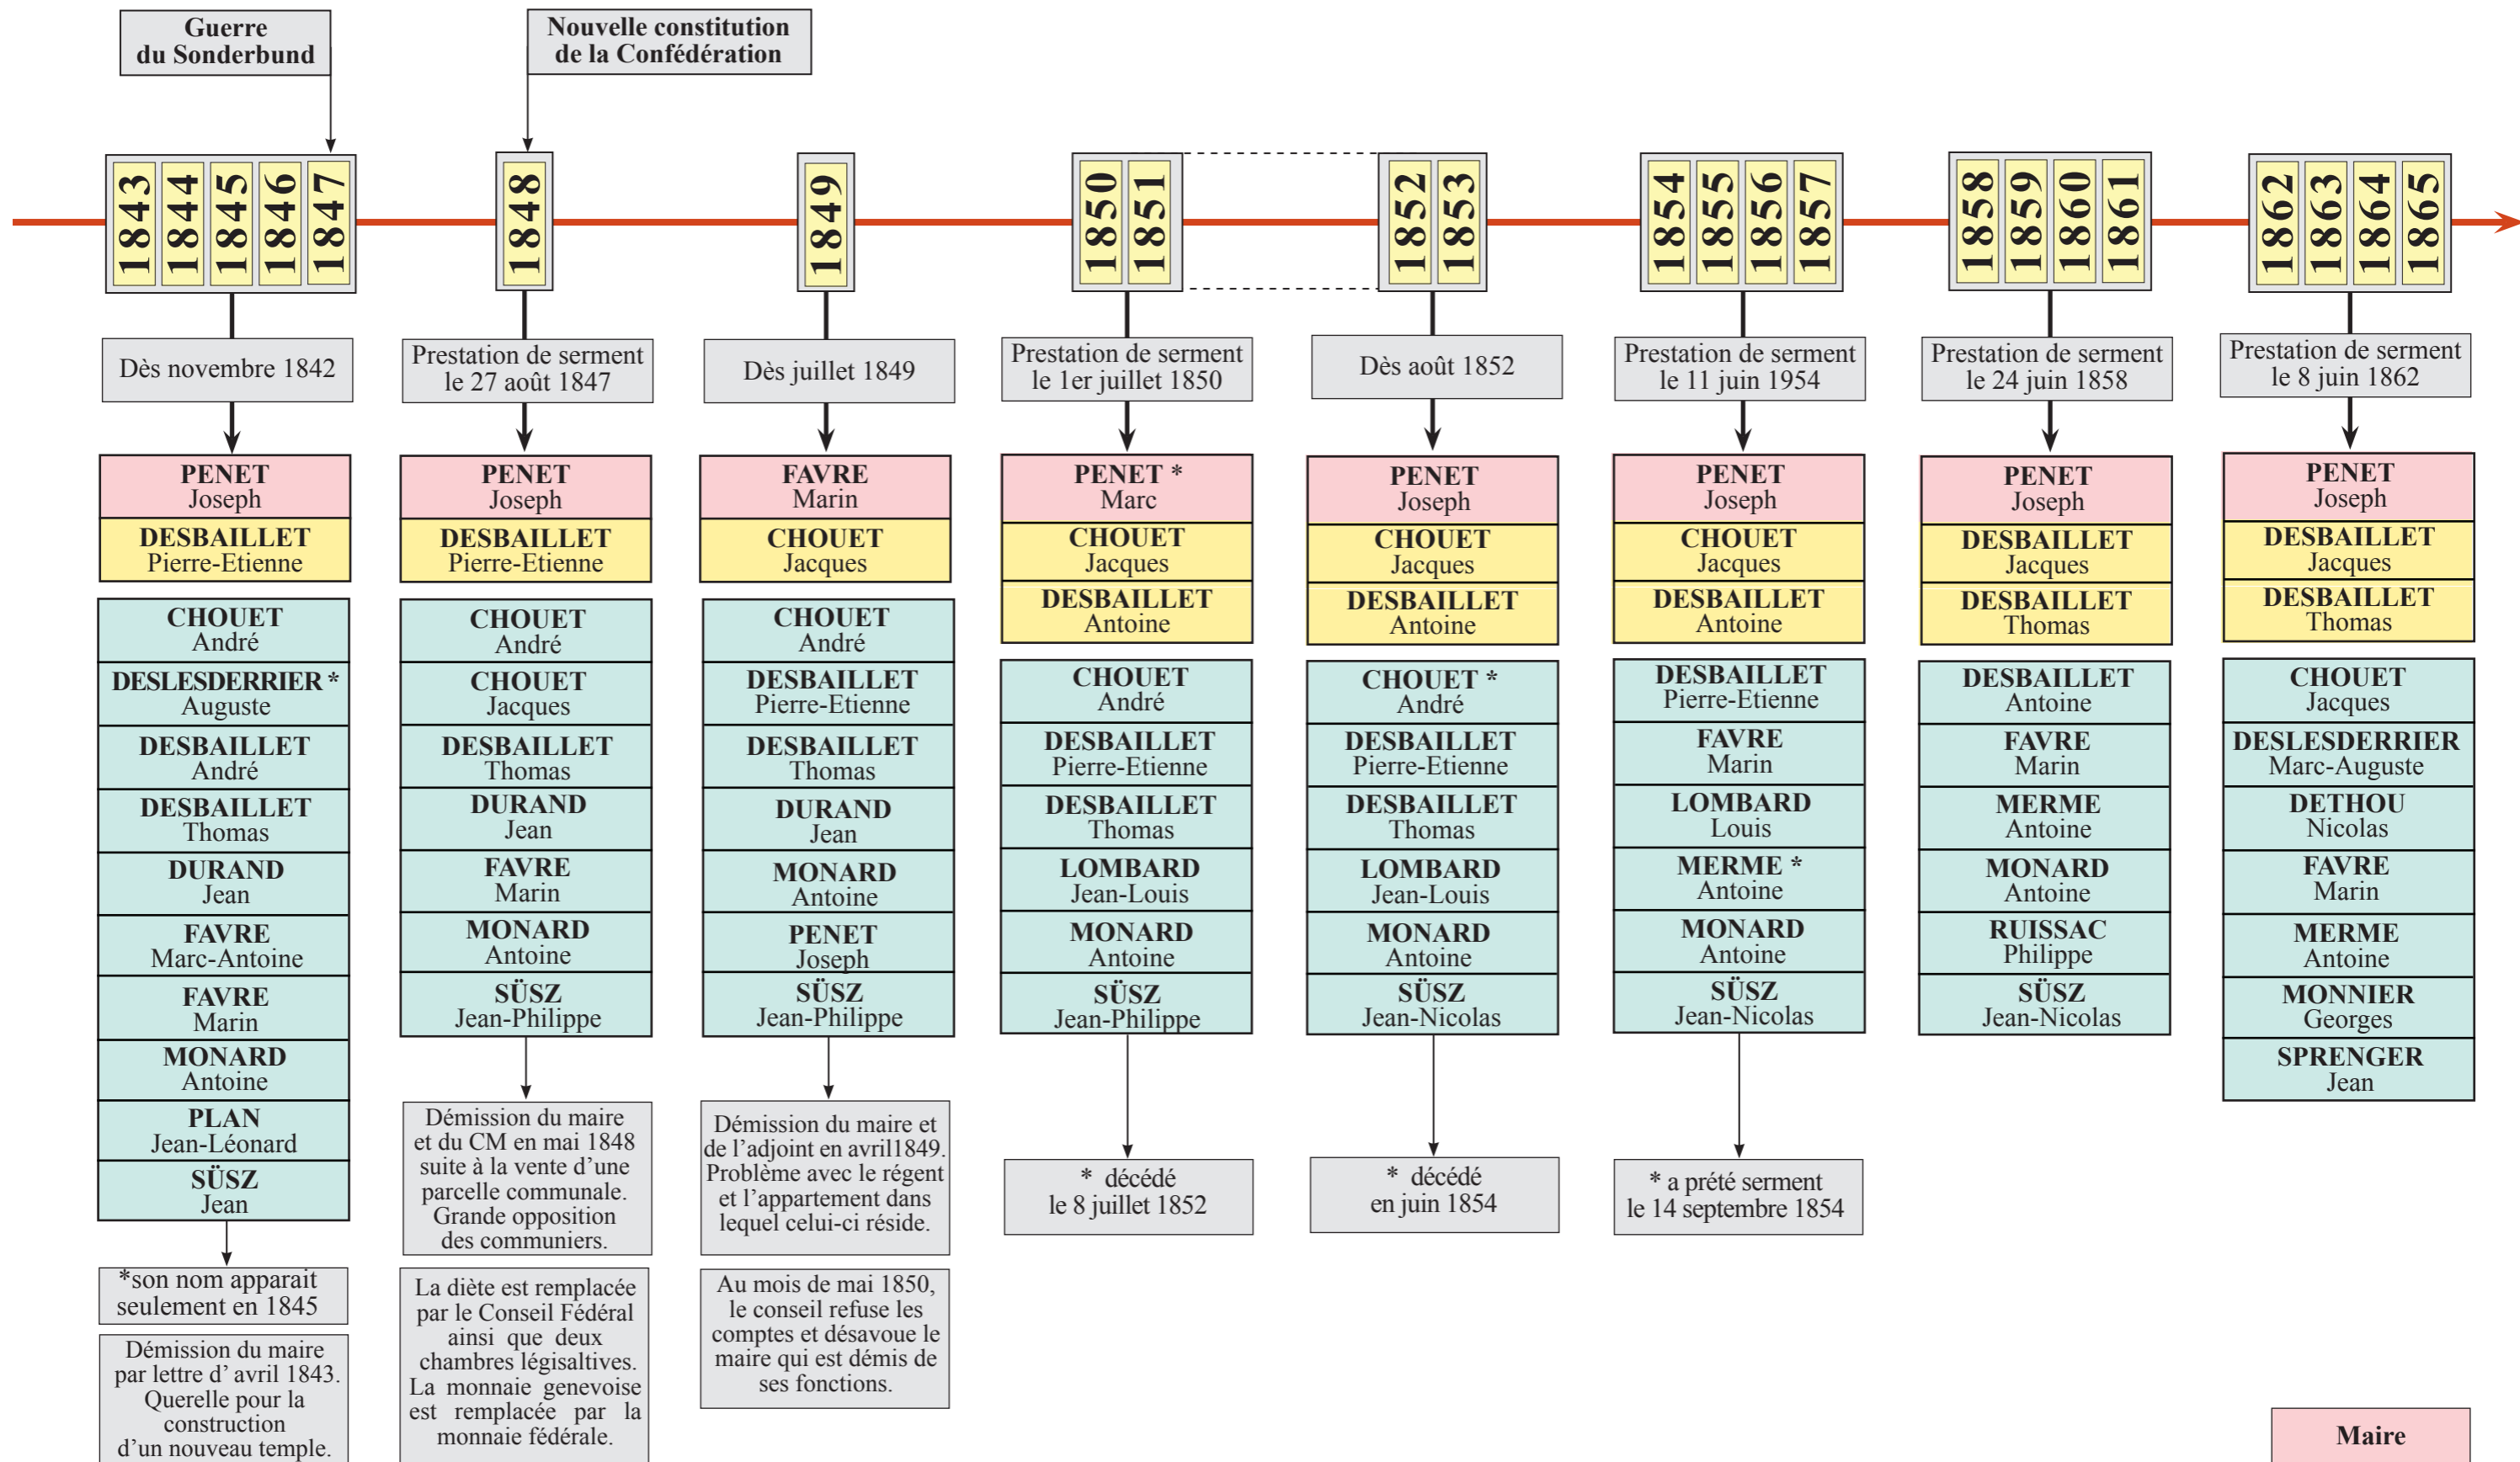 Guerre
du Sonderbund
Nouvelle constitution
de la Confédération
1843
1844
1845
1846
1847
1848
1849
1850
1851
1852
1853
1854
1855
1856
1857
1858
1859
1860
1861
1862
1863
1864
1865
Dès novembre 1842
PENET
Joseph
DESBAILLET
Pierre-Etienne
CHOUET
André
DESLESDERRIER *
Auguste
DESBAILLET
André
DESBAILLET
Thomas
DURAND
Jean
FAVRE
Marc-Antoine
FAVRE
Marin
MONARD
Antoine
PLAN
Jean-Léonard
SÜSZ
Jean
*son nom apparait
seulement en 1845
Démission du maire
par lettre d' avril 1843.
Querelle pour la
construction
d'un nouveau temple.
Prestation de serment
le 27 août 1847
PENET
Joseph
DESBAILLET
Pierre-Etienne
CHOUET
André
CHOUET
Jacques
DESBAILLET
Thomas
DURAND
Jean
FAVRE
Marin
MONARD
Antoine
SÜSZ
Jean-Philippe
Démission du maire
et du CM en mai 1848
suite à la vente d'une
parcelle communale.
Grande opposition
des communiers.
La diète est remplacée
par le Conseil Fédéral
ainsi que deux
chambres légisaltives.
La monnaie genevoise
est remplacée par la
monnaie fédérale.
Dès juillet 1849
FAVRE
Marin
CHOUET
Jacques
CHOUET
André
DESBAILLET
Pierre-Etienne
DESBAILLET
Thomas
DURAND
Jean
MONARD
Antoine
PENET
Joseph
SÜSZ
Jean-Philippe
Démission du maire et
de l'adjoint en avril1849.
Problème avec le régent
et l'appartement dans
lequel celui-ci réside.
Au mois de mai 1850,
le conseil refuse les
comptes et désavoue le
maire qui est démis de
ses fonctions.
Prestation de serment
le 1er juillet 1850
PENET *
Marc
CHOUET
Jacques
DESBAILLET
Antoine
CHOUET
André
DESBAILLET
Pierre-Etienne
DESBAILLET
Thomas
LOMBARD
Jean-Louis
MONARD
Antoine
SÜSZ
Jean-Philippe
* décédé
le 8 juillet 1852
Dès août 1852
PENET
Joseph
CHOUET
Jacques
DESBAILLET
Antoine
CHOUET *
André
DESBAILLET
Pierre-Etienne
DESBAILLET
Thomas
LOMBARD
Jean-Louis
MONARD
Antoine
SÜSZ
Jean-Nicolas
* décédé
en juin 1854
Prestation de serment
le 11 juin 1954
PENET
Joseph
CHOUET
Jacques
DESBAILLET
Antoine
DESBAILLET
Pierre-Etienne
FAVRE
Marin
LOMBARD
Louis
MERME *
Antoine
MONARD
Antoine
SÜSZ
Jean-Nicolas
* a prété serment
le 14 septembre 1854
Prestation de serment
le 24 juin 1858
PENET
Joseph
DESBAILLET
Jacques
DESBAILLET
Thomas
DESBAILLET
Antoine
FAVRE
Marin
MERME
Antoine
MONARD
Antoine
RUISSAC
Philippe
SÜSZ
Jean-Nicolas
Prestation de serment
le 8 juin 1862
PENET
Joseph
DESBAILLET
Jacques
DESBAILLET
Thomas
CHOUET
Jacques
DESLESDERRIER
Marc-Auguste
DETHOU
Nicolas
FAVRE
Marin
MERME
Antoine
MONNIER
Georges
SPRENGER
Jean
Maire